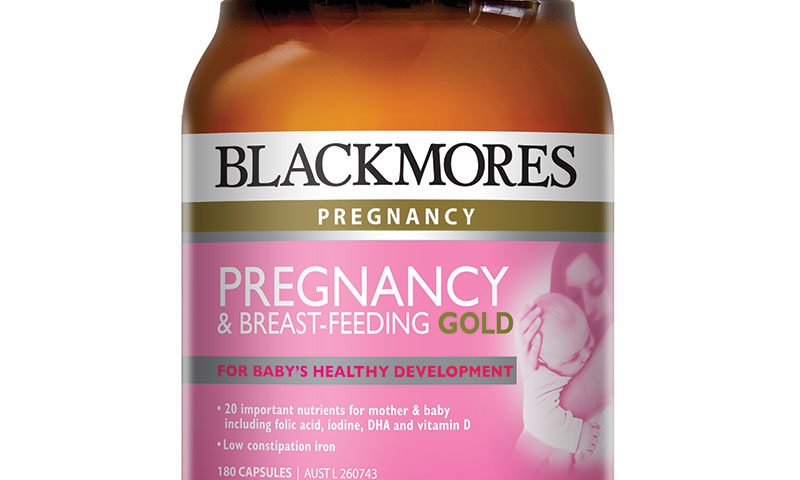 BLACKMORES
PREGNANCY
PREGNANCY
& BREAST-FEEDING GOLD
FOR BABY'S HEALTHY DEVELOPMENT
• 20 important nutrients for mother & baby
including folic acid, iodine, DHA and vitamin D
• Low constipation iron
180 CAPSULES | AUST L 260743